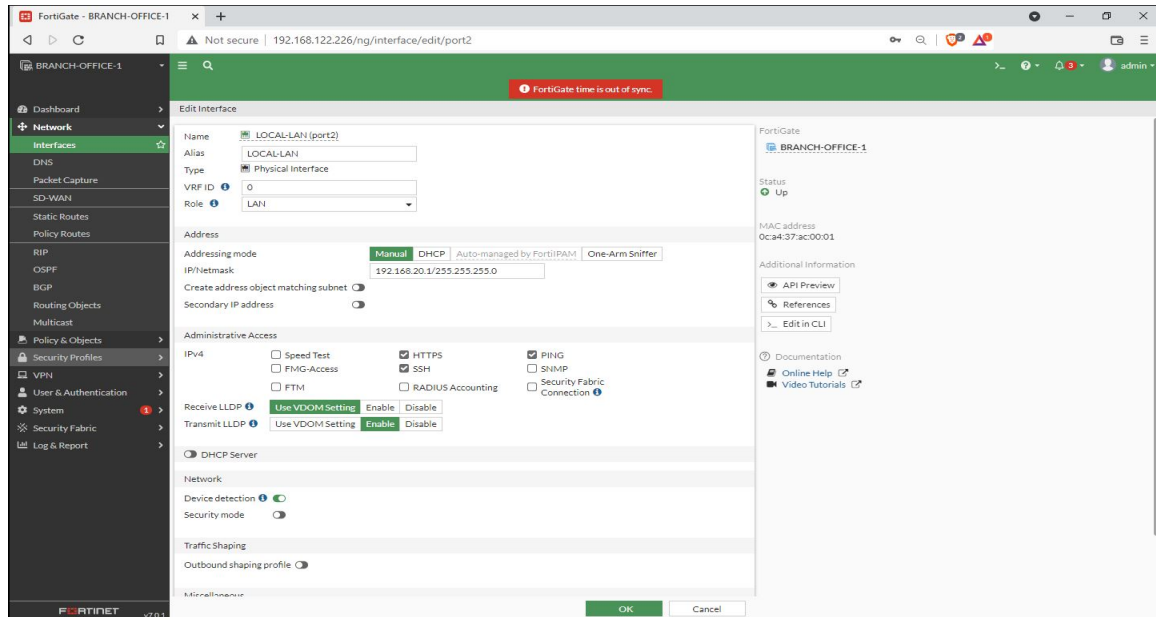 FortiGate - BRANCH-OFFICE-1
Not secure | 192.168.122.226/ng/interface/edit/port2
BRANCH-OFFICE-1
>_
3
admin
FortiGate time is out of sync.
Dashboard
Network
Interfaces
DNS
Packet Capture
SD-WAN
Static Routes
Policy Routes
RIP
OSPF
BGP
Routing Objects
Multicast
Policy & Objects
Security Profiles
VPN
User & Authentication
System 1
Security Fabric
Log & Report
FORTINET v7.0.1
Edit Interface
Name LOCAL-LAN (port2)
Alias LOCAL-LAN
Type Physical Interface
VRF ID 0
Role LAN
Address
Addressing mode Manual DHCP Auto-managed by FortiIPAM One-Arm Sniffer
IP/Netmask 192.168.20.1/255.255.255.0
Create address object matching subnet
Secondary IP address
Administrative Access
IPv4 Speed Test HTTPS PING
FMG-Access SSH SNMP
FTM RADIUS Accounting Security Fabric
Connection
Receive LLDP Use VDOM Setting Enable Disable
Transmit LLDP Use VDOM Setting Enable Disable
DHCP Server
Network
Device detection
Security mode
Traffic Shaping
Outbound shaping profile
Miscellaneous
OK Cancel
FortiGate
BRANCH-OFFICE-1
Status
Up
MAC address
0c:a4:37:ac:00:01
Additional Information
API Preview
References
>_ Edit in CLI
Documentation
Online Help
Video Tutorials